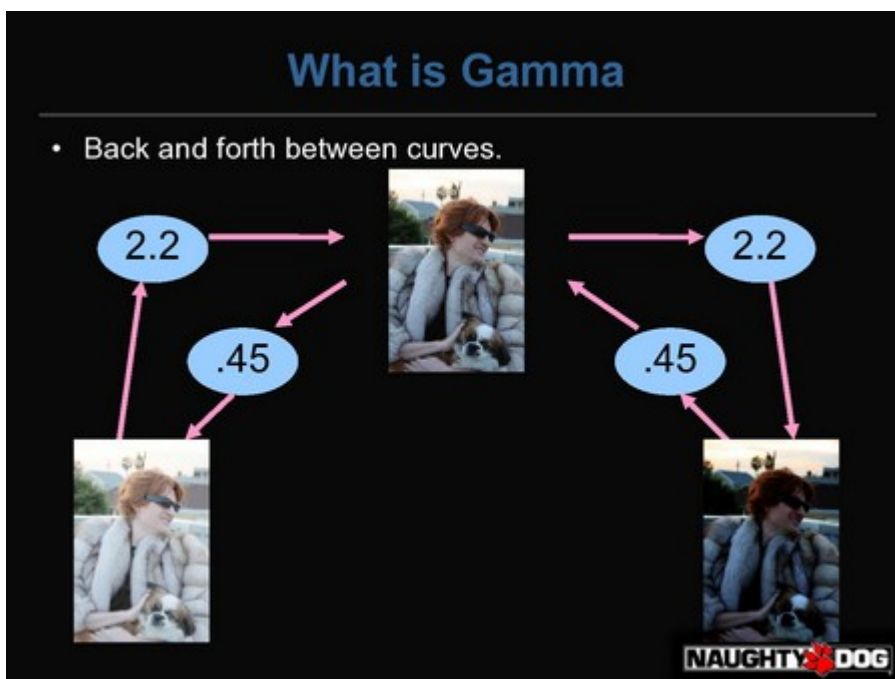 What is Gamma
• Back and forth between curves.
2.2
2.2
.45
.45
NAUGHTY DOG